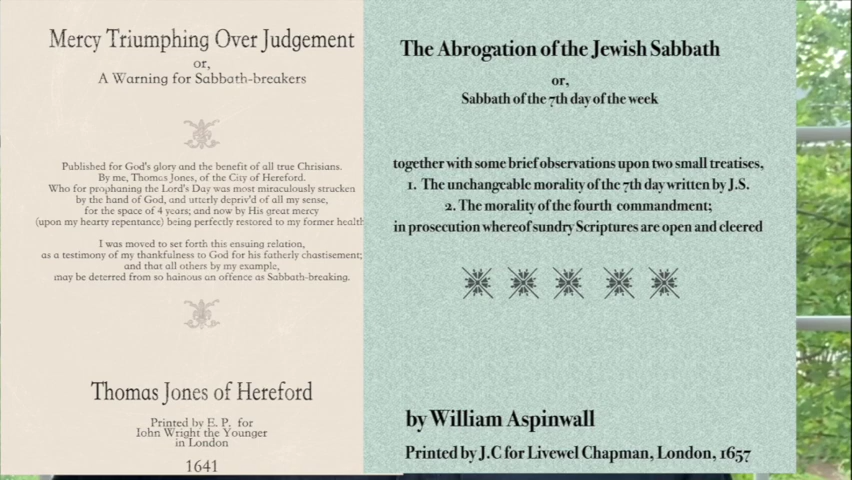 Mercy Triumphing Over Judgement
or,
A Warning for Sabbath-breakers
Published for God's glory and the benefit of all true Chrisians.
By me, Thomas Jones, of the City of Hereford.
Who for prophaning the Lord's Day was most miraculously strucken
by the hand of God, and utterly depriv'd of all my sense,
for the space of 4 years; and now by His great mercy
(upon my hearty repentance) being perfectly restored to my former health
I was moved to set forth this ensuing relation,
as a testimony of my thankfulness to God for his fatherly chastisement;
and that all others by my example,
may be deterred from so hainous an offence as Sabbath-breaking.
Thomas Jones of Hereford
Printed by E. P. for
Iohn Wright the Younger
in London
1641
The Abrogation of the Jewish Sabbath
or,
Sabbath of the 7th day of the week
together with some brief observations upon two small treatises,
1. The unchangeable morality of the 7th day written by J.S.
2. The morality of the fourth commandment;
in prosecution whereof sundry Scriptures are open and cleered
by William Aspinwall
Printed by J.C for Livewel Chapman, London, 1657